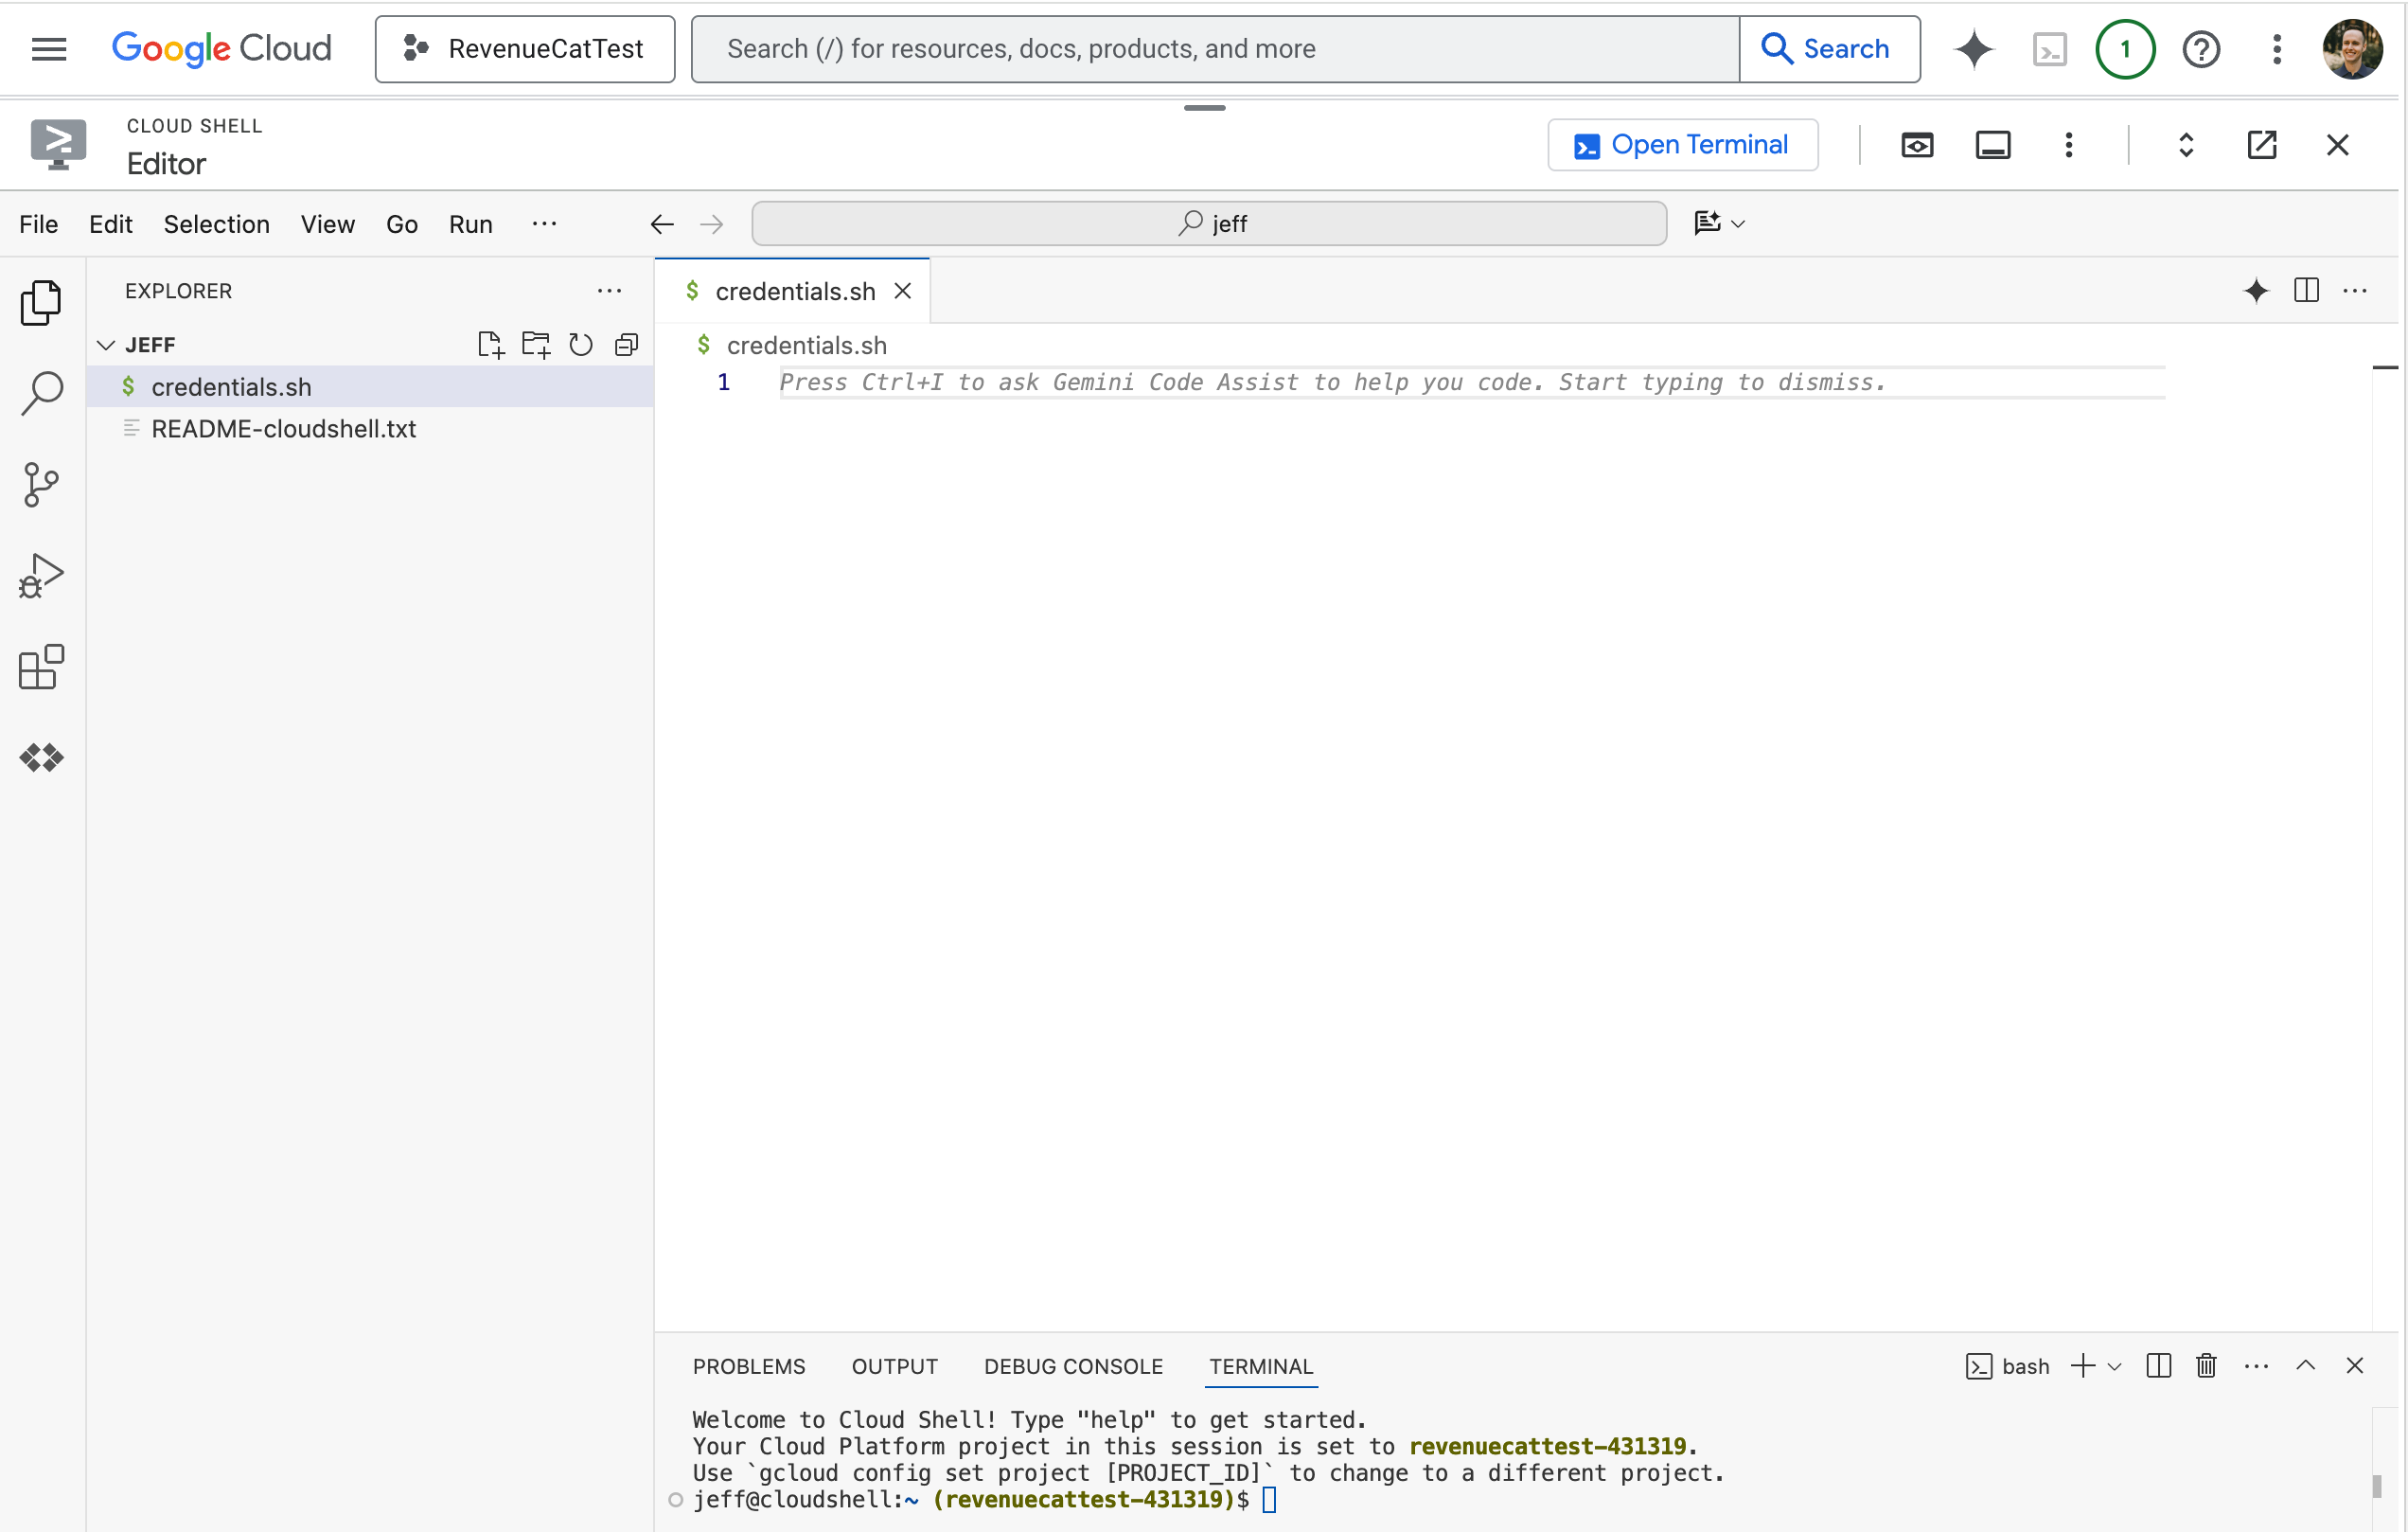 Google Cloud
RevenueCatTest
Search (/) for resources, docs, products, and more
Search
1
CLOUD SHELL
Editor
Open Terminal
File Edit Selection View Go Run
jeff
EXPLORER
JEFF
credentials.sh
README-cloudshell.txt
credentials.sh
credentials.sh
1 Press Ctrl+I to ask Gemini Code Assist to help you code. Start typing to dismiss.
PROBLEMS OUTPUT DEBUG CONSOLE TERMINAL
bash
Welcome to Cloud Shell! Type "help" to get started.
Your Cloud Platform project in this session is set to revenuecattest-431319.
Use `gcloud config set project [PROJECT_ID]` to change to a different project.
jeff@cloudshell:~ (revenuecattest-431319)$